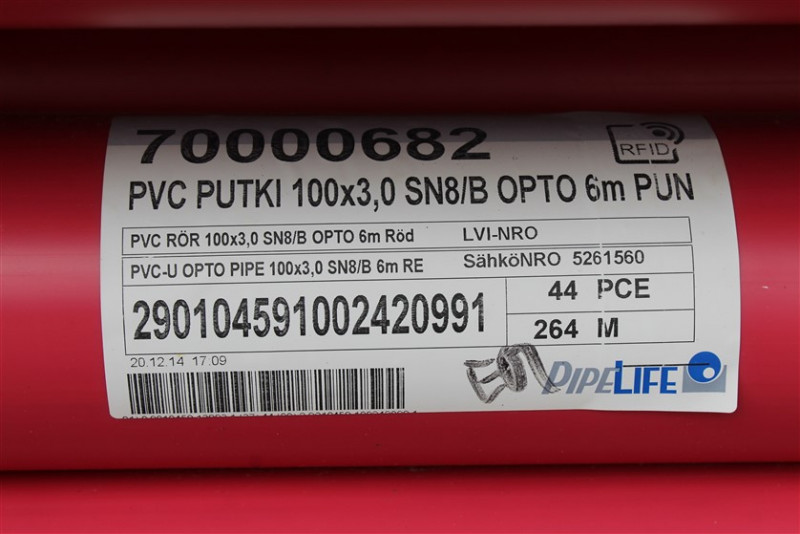 70000682
RFID
PVC PUTKI 100x3,0 SN8/B OPTO 6m PUN
PVC RÖR 100x3,0 SN8/B OPTO 6m Röd LVI-NRO
PVC-U OPTO PIPE 100x3,0 SN8/B 6m RE SähköNRO 5261560
290104591002420991 44 PCE
264 M
20.12.14 17.09
PIPELIFE